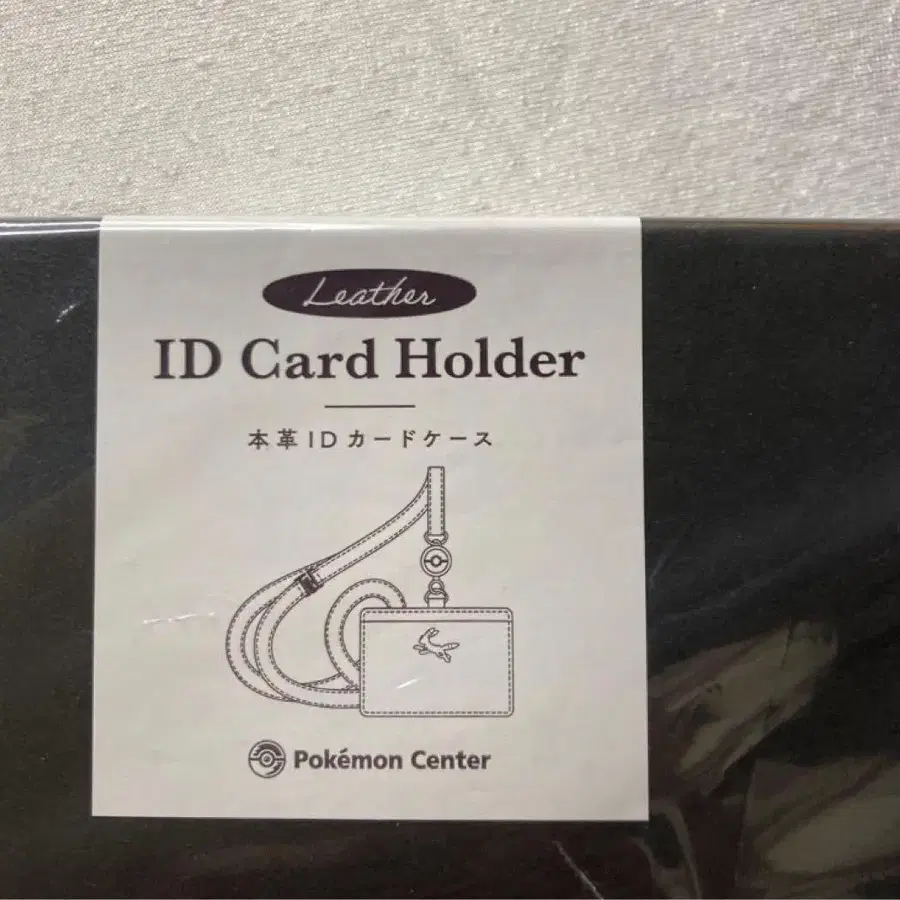 Leather
ID Card Holder
本革IDカードケース
Pokémon Center